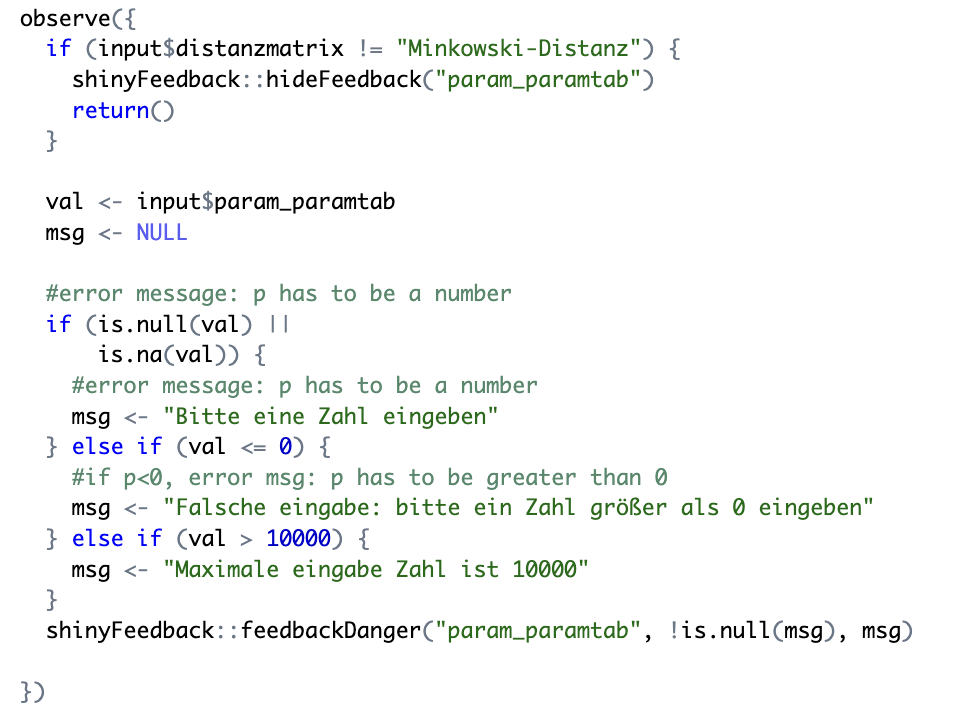 observe({
  if (input$distanzmatrix != "Minkowski-Distanz") {
    shinyFeedback::hideFeedback("param_paramtab")
    return()
  }

  val <- input$param_paramtab
  msg <- NULL

  #error message: p has to be a number
  if (is.null(val) ||
      is.na(val)) {
    #error message: p has to be a number
    msg <- "Bitte eine Zahl eingeben"
  } else if (val <= 0) {
    #if p<0, error msg: p has to be greater than 0
    msg <- "Falsche eingabe: bitte ein Zahl größer als 0 eingeben"
  } else if (val > 10000) {
    msg <- "Maximale eingabe Zahl ist 10000"
  }
  shinyFeedback::feedbackDanger("param_paramtab", !is.null(msg), msg)

})